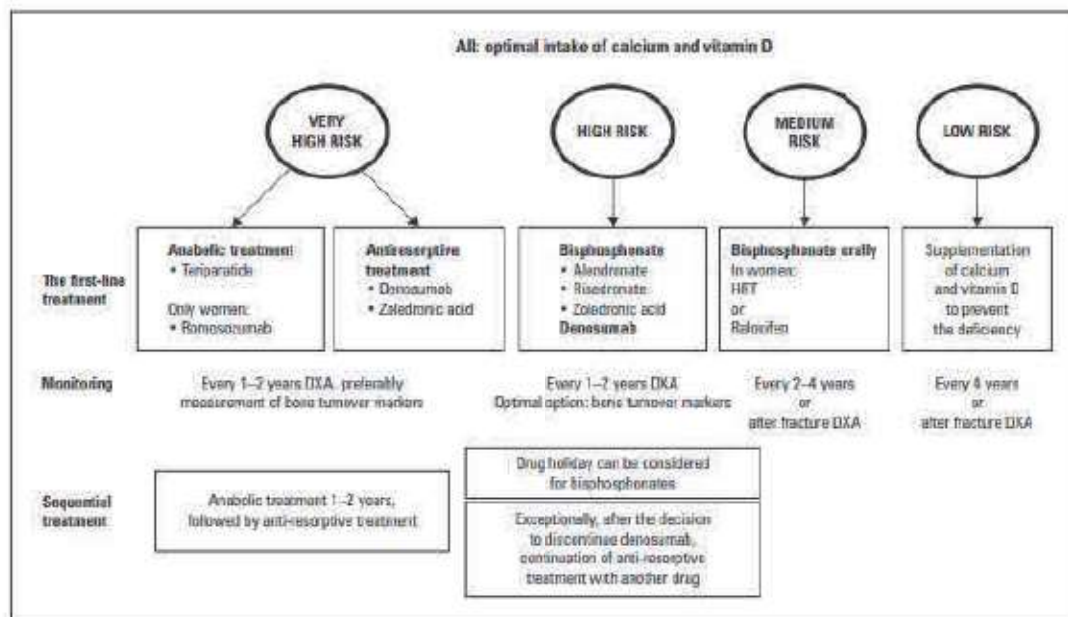 All: optimal intake of calcium and vitamin D
VERY
HIGH RISK
HIGH RISK
MEDIUM
RISK
LOW RISK
The first-line
treatment
Anabolic treatment
• Teriparatide
Only women:
• Romosozumab
Antiresorptive
treatment
• Denosumab
• Zoledronic acid
Bisphosphonate
• Alendronate
• Risedronate
• Zoledronic acid
Denosumab
Bisphosphonate orally
In women:
HRT
or
Raloxifen
Supplementation
of calcium
and vitamin D
to prevent
the deficiency
Monitoring
Every 1–2 years DXA, preferably
measurement of bone turnover markers
Every 1–2 years DXA
Optimal option: bone turnover markers
Every 2–4 years
or
after fracture DXA
Every 4 years
or
after fracture DXA
Sequential
treatment
Anabolic treatment 1–2 years,
followed by anti-resorptive treatment
Drug holiday can be considered
for bisphosphonates
Exceptionally, after the decision
to discontinue denosumab,
continuation of anti-resorptive
treatment with another drug